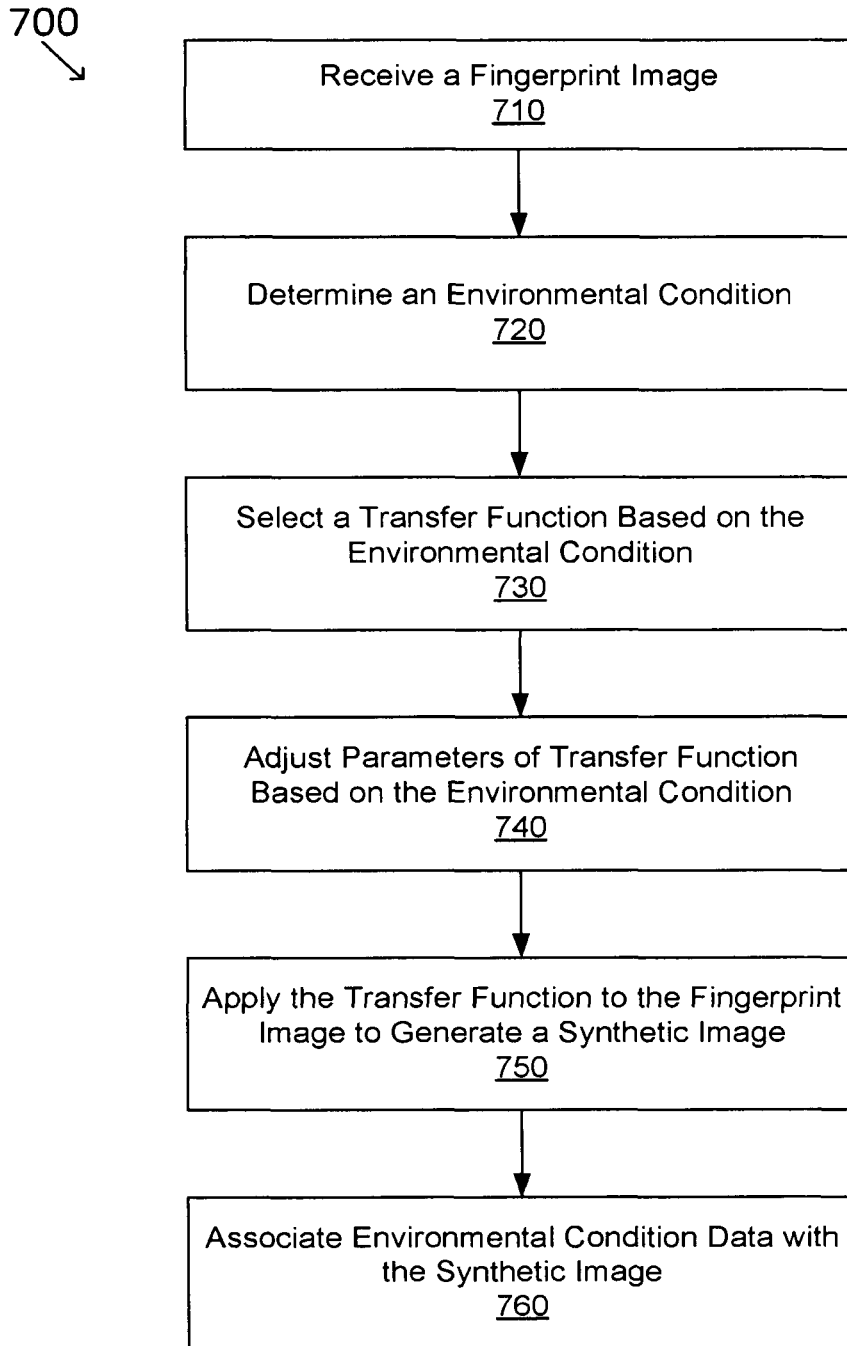 700
Receive a Fingerprint Image
710
Determine an Environmental Condition
720
Select a Transfer Function Based on the
Environmental Condition
730
Adjust Parameters of Transfer Function
Based on the Environmental Condition
740
Apply the Transfer Function to the Fingerprint
Image to Generate a Synthetic Image
750
Associate Environmental Condition Data with
the Synthetic Image
760